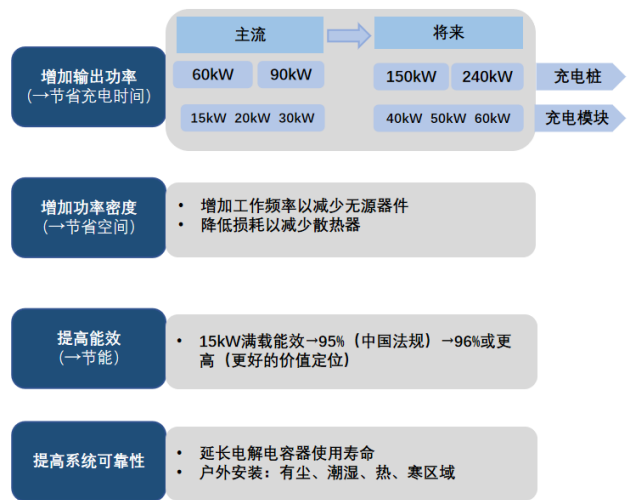 主流
将来
增加输出功率
(→节省充电时间)
60kW 90kW
150kW 240kW
充电桩
15kW 20kW 30kW
40kW 50kW 60kW
充电模块
增加功率密度
(→节省空间)
• 增加工作频率以减少无源器件
• 降低损耗以减少散热器
提高能效
(→节能)
• 15kW满载能效→95%（中国法规）→96%或更
高（更好的价值定位）
提高系统可靠性
• 延长电解电容器使用寿命
• 户外安装：有尘、潮湿、热、寒区域